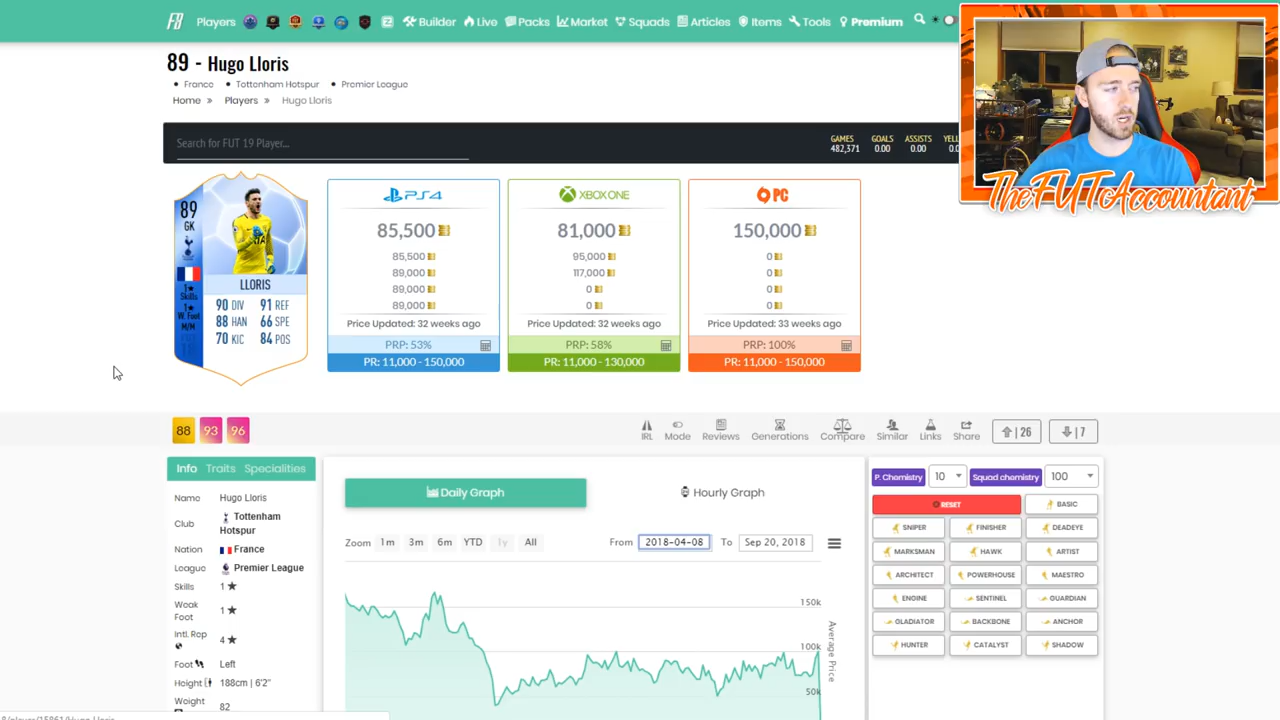 F8 Players Builder Live Packs Market Squads Articles Items Tools Premium
89 - Hugo Lloris
France Tottenham Hotspur Premier League
Home » Players » Hugo Lloris
Search for FUT 19 Player...
GAMES GOALS ASSISTS
482,371 0.00 0.00 0.0
TheFUTAccountant
89
GK
LLORIS
90 DIV 91 REF
88 HAN 66 SPE
70 KIC 84 POS
1★
Skills
1★
W. Foot
M/M
PS4
85,500
85,500
89,000
89,000
89,000
Price Updated: 32 weeks ago
PRP: 53%
PR: 11,000 - 150,000
XBOX ONE
81,000
95,000
117,000
0
0
Price Updated: 32 weeks ago
PRP: 58%
PR: 11,000 - 130,000
PC
150,000
0
0
0
0
Price Updated: 33 weeks ago
PRP: 100%
PR: 11,000 - 150,000
88 93 96
IRL Mode Reviews Generations Compare Similar Links Share | 26 | 7
Info Traits Specialities
Name Hugo Lloris
Club Tottenham Hotspur
Nation France
League Premier League
Skills 1 ★
Weak Foot 1 ★
Intl. Rep 4 ★
Foot Left
Height 188cm | 6'2"
Weight 82
Daily Graph Hourly Graph
Zoom 1m 3m 6m YTD 1y All From 2018-04-08 To Sep 20, 2018
150k
100k
50k
Average Price
P. Chemistry 10 Squad chemistry 100
RESET BASIC
SNIPER FINISHER DEADEYE
MARKSMAN HAWK ARTIST
ARCHITECT POWERHOUSE MAESTRO
ENGINE SENTINEL GUARDIAN
GLADIATOR BACKBONE ANCHOR
HUNTER CATALYST SHADOW